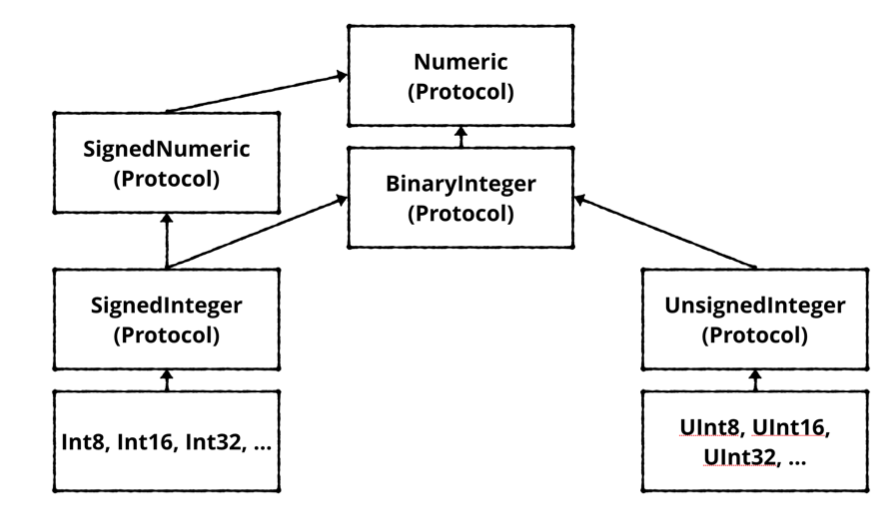 Numeric
(Protocol)
SignedNumeric
(Protocol)
BinaryInteger
(Protocol)
SignedInteger
(Protocol)
UnsignedInteger
(Protocol)
Int8, Int16, Int32, ...
UInt8, UInt16,
UInt32, ...